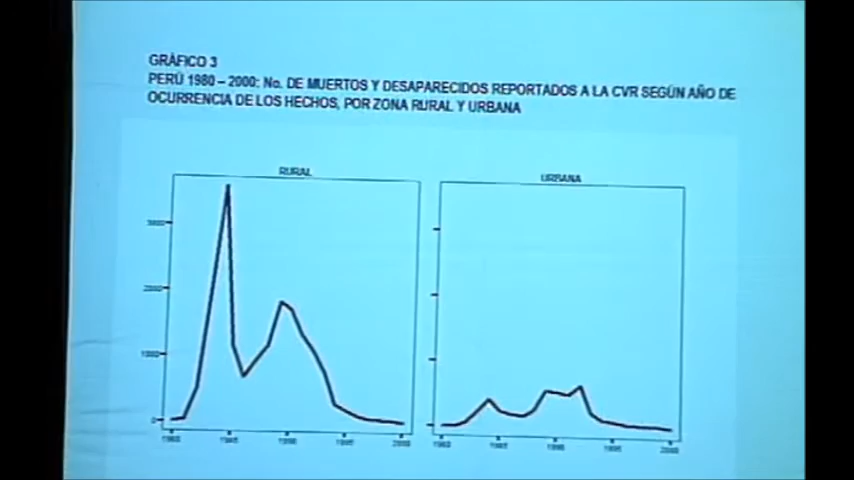 GRÁFICO 3
PERÚ 1980 – 2000: No. DE MUERTOS Y DESAPARECIDOS REPORTADOS A LA CVR SEGÚN AÑO DE
OCURRENCIA DE LOS HECHOS, POR ZONA RURAL Y URBANA
RURAL
URBANA
3000
2000
1000
0
1980 1985 1990 1995 2000
1980 1985 1990 1995 2000